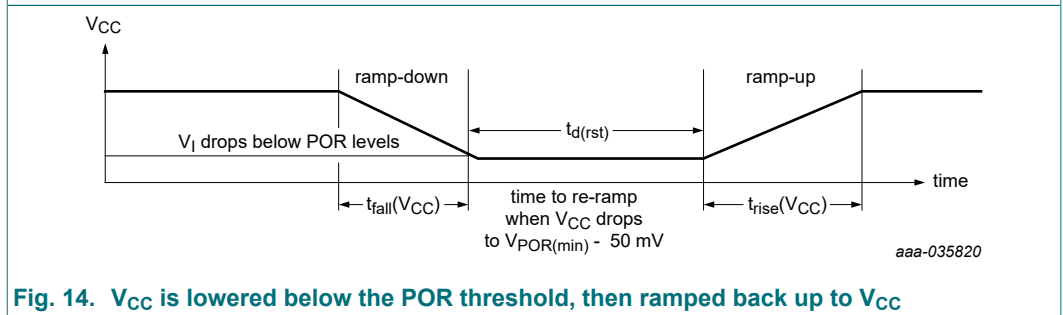 VCC
ramp-down
ramp-up
td(rst)
VI drops below POR levels
time
tfall(VCC)
time to re-ramp
when VCC drops
to VPOR(min) - 50 mV
trise(VCC)
aaa-035820
Fig. 14. VCC is lowered below the POR threshold, then ramped back up to VCC